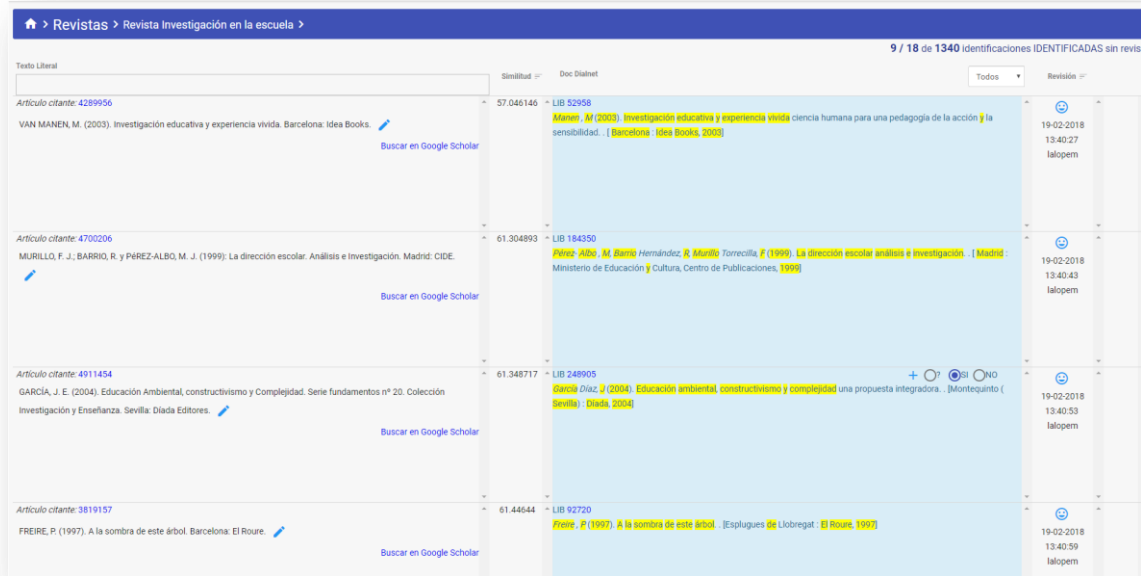 > Revistas > Revista Investigación en la escuela >
9 / 18 de 1340 identificaciones IDENTIFICADAS sin revis
Texto Literal
Similitud
Doc Dialnet
Todos
Revisión
Artículo citante: 4289956
VAN MANEN, M. (2003). Investigación educativa y experiencia vivida. Barcelona: Idea Books.
Buscar en Google Scholar
57.046146
LIB 52958
Manen , M (2003). Investigación educativa y experiencia vivida ciencia humana para una pedagogía de la acción y la
sensibilidad. . [ Barcelona : Idea Books, 2003]
19-02-2018
13:40:27
lalopem
Artículo citante: 4700206
MURILLO, F. J.; BARRIO, R. y PéREZ-ALBO, M. J. (1999): La dirección escolar. Análisis e Investigación. Madrid: CIDE.
Buscar en Google Scholar
61.304893
LIB 184350
Pérez- Albo , M, Barrio Hernández, R, Murillo Torrecilla, F (1999). La dirección escolar análisis e investigación. . [ Madrid :
Ministerio de Educación y Cultura, Centro de Publicaciones, 1999]
19-02-2018
13:40:43
lalopem
Artículo citante: 4911454
GARCÍA, J. E. (2004). Educación Ambiental, constructivismo y Complejidad. Serie fundamentos nº 20. Colección
Investigación y Enseñanza. Sevilla: Díada Editores.
Buscar en Google Scholar
61.348717
LIB 248905
+ ? SI NO
García Díaz, J (2004). Educación ambiental, constructivismo y complejidad una propuesta integradora. . [Montequinto (
Sevilla) : Díada, 2004]
19-02-2018
13:40:53
lalopem
Artículo citante: 3819157
FREIRE, P. (1997). A la sombra de este árbol. Barcelona: El Roure.
Buscar en Google Scholar
61.44644
LIB 92720
Freire , P (1997). A la sombra de este árbol. . [Esplugues de Llobregat : El Roure, 1997]
19-02-2018
13:40:59
lalopem